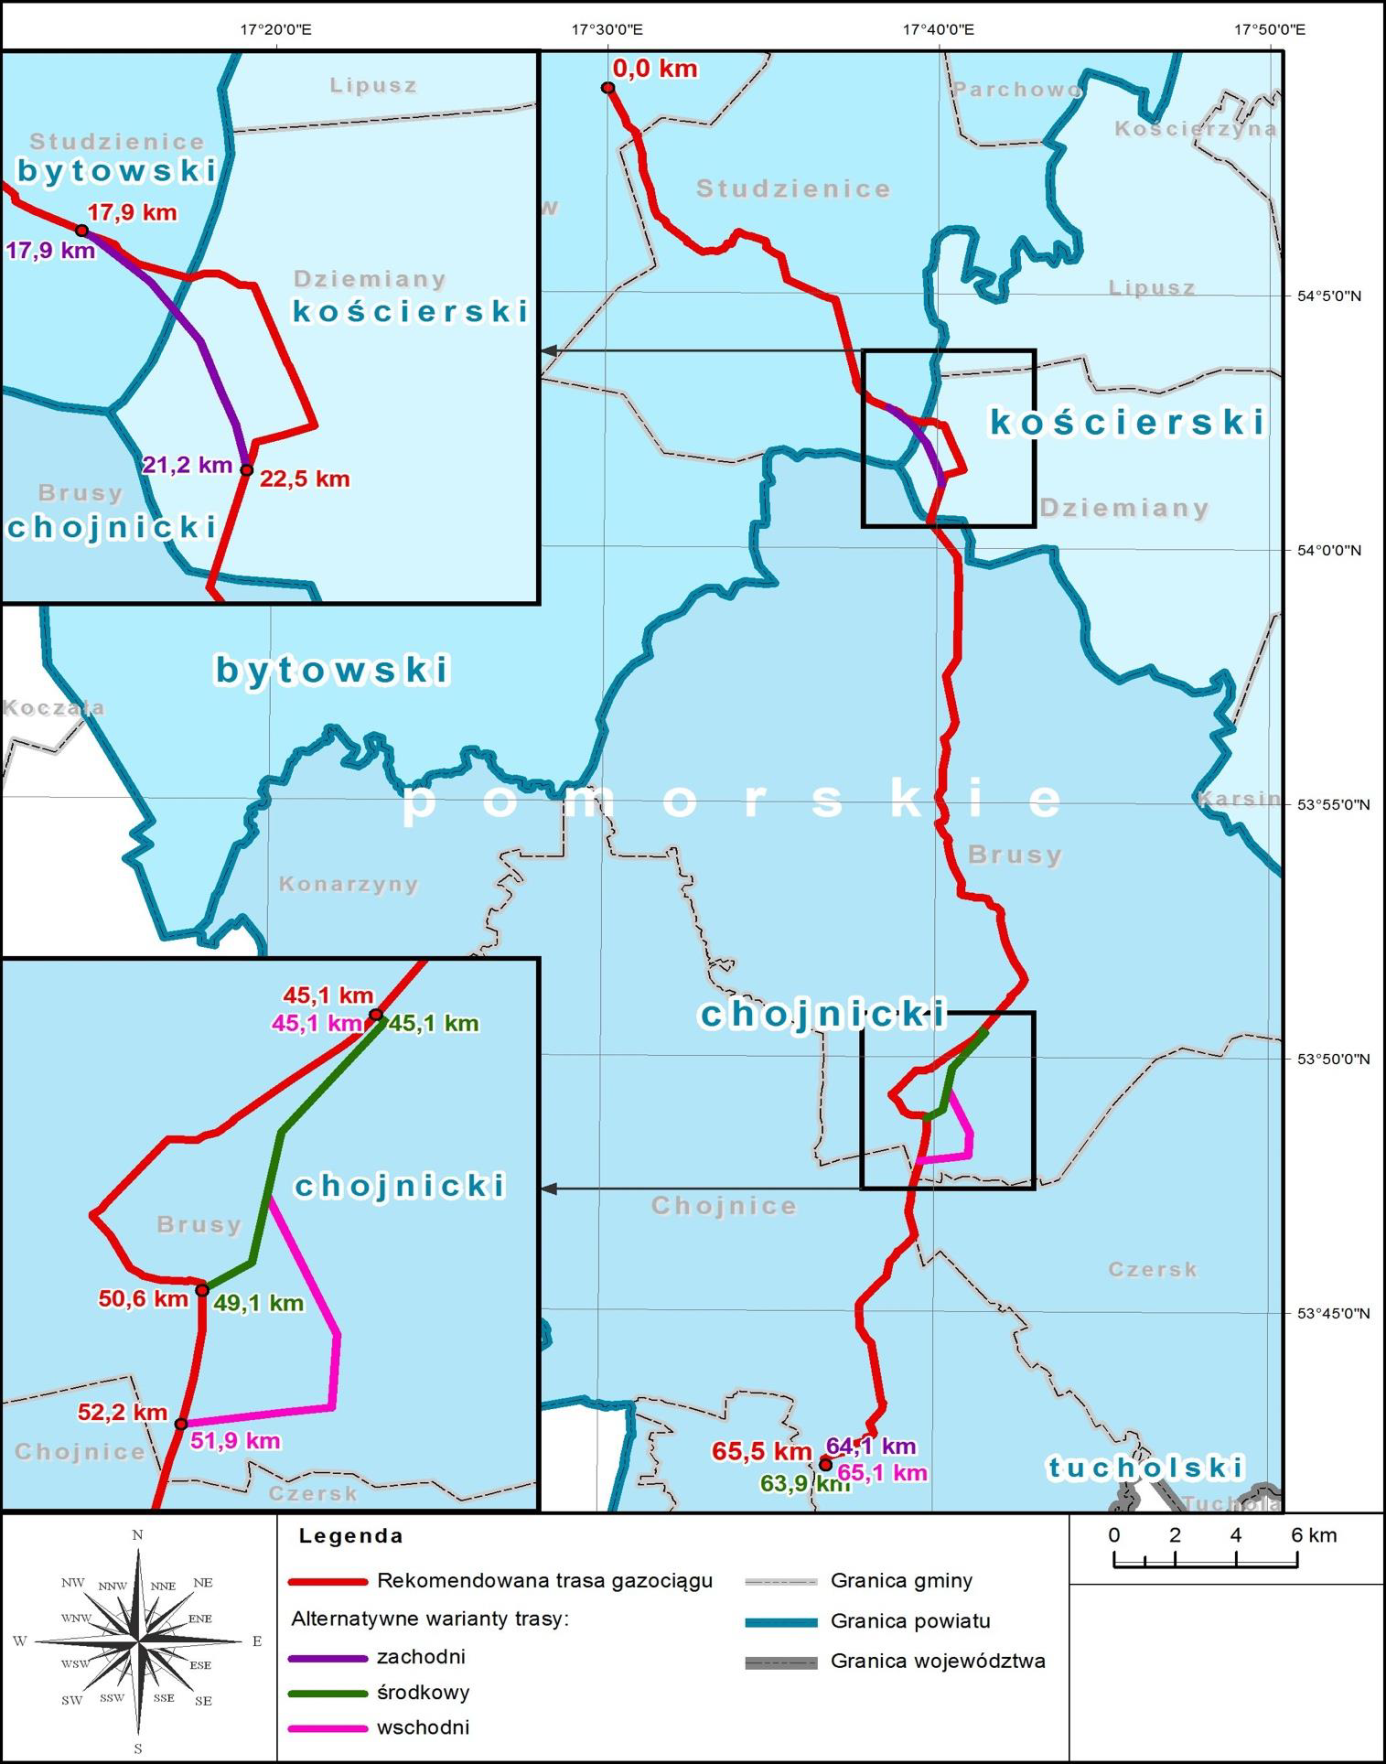 17°20'0"E 17°30'0"E 17°40'0"E 17°50'0"E
0,0 km
Lipusz
Parchowo
Kościerzyna
Studzienice
bytowski
17,9 km
17,9 km
Studzienice
w
Dziemiany
kościerski
Lipusz
54°5'0"N
kościerski
21,2 km
22,5 km
Brusy
chojnicki
Dziemiany
54°0'0"N
bytowski
Koczała
pomorskie
Karsin
53°55'0"N
Brusy
Konarzyny
45,1 km
45,1 km
45,1 km
chojnicki
53°50'0"N
chojnicki
Brusy
Chojnice
Czersk
50,6 km
49,1 km
53°45'0"N
52,2 km
51,9 km
Chojnice
Czersk
65,5 km
64,1 km
65,1 km
63,9 km
tucholski
Tuchola
N
NNE
NE
ENE
E
ESE
SE
SSE
S
SSW
SW
WSW
W
WNW
NW
NNW
Legenda
Rekomendowana trasa gazociągu
Alternatywne warianty trasy:
zachodni
środkowy
wschodni
Granica gminy
Granica powiatu
Granica województwa
0 2 4 6 km